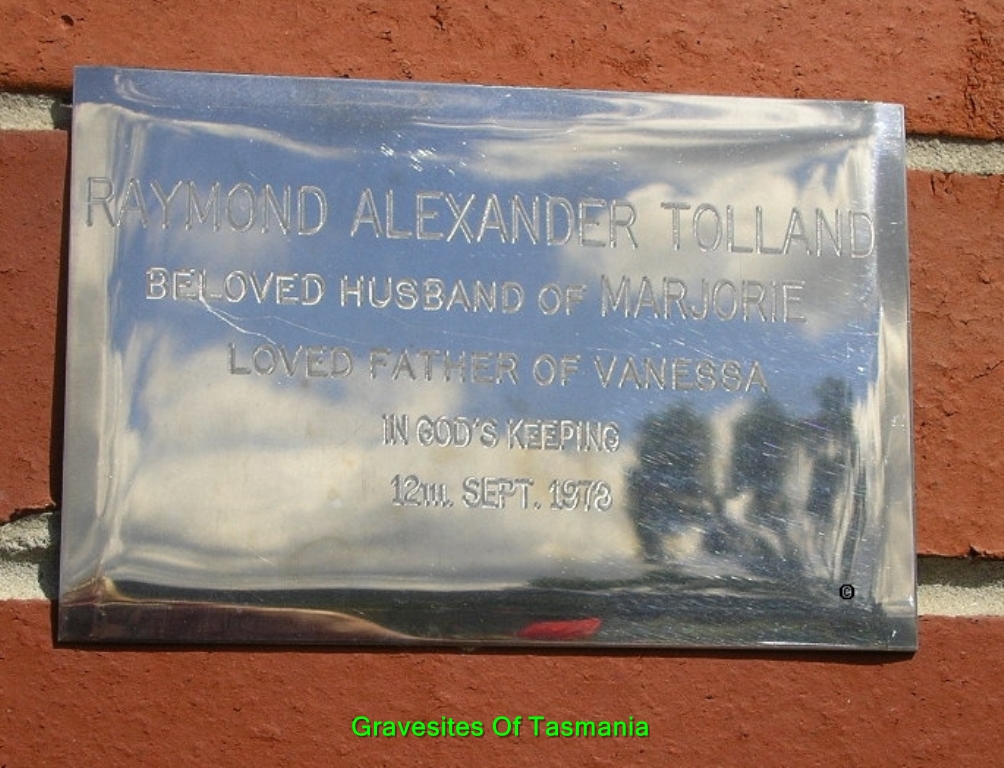 RAYMOND ALEXANDER TOLLAND
BELOVED HUSBAND OF MARJORIE
LOVED FATHER OF VANESSA
IN GOD'S KEEPING
12TH. SEPT. 1978
©
Gravesites Of Tasmania